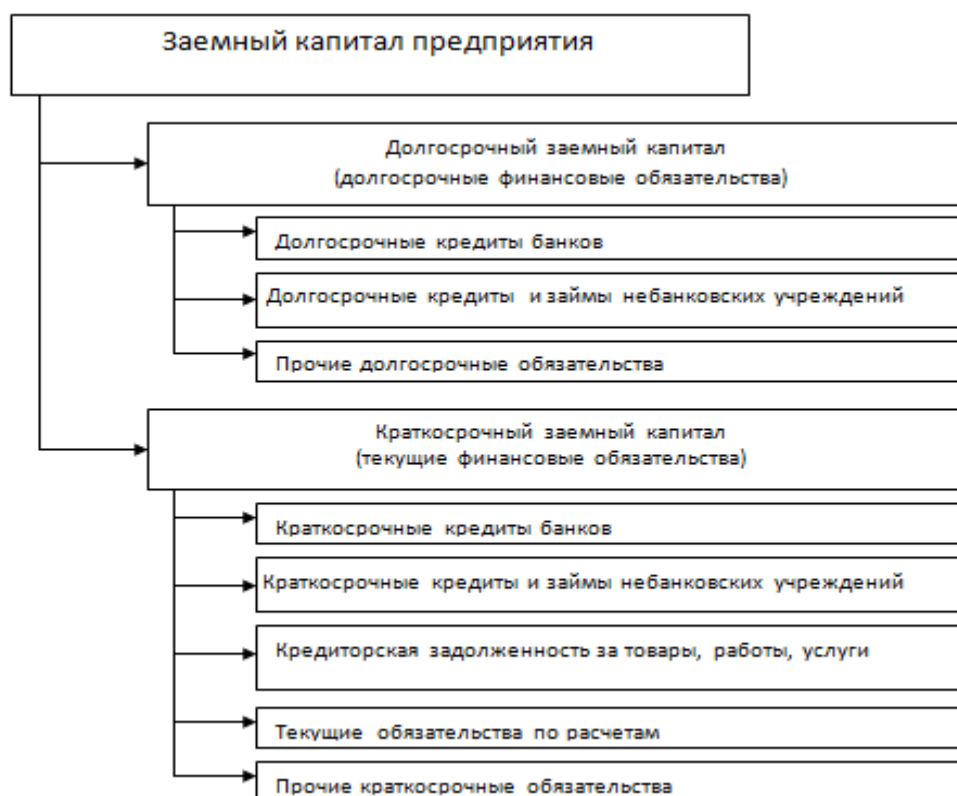 Заемный капитал предприятия
Долгосрочный заемный капитал
(долгосрочные финансовые обязательства)
Долгосрочные кредиты банков
Долгосрочные кредиты и займы небанковских учреждений
Прочие долгосрочные обязательства
Краткосрочный заемный капитал
(текущие финансовые обязательства)
Краткосрочные кредиты банков
Краткосрочные кредиты и займы небанковских учреждений
Кредиторская задолженность за товары, работы, услуги
Текущие обязательства по расчетам
Прочие краткосрочные обязательства